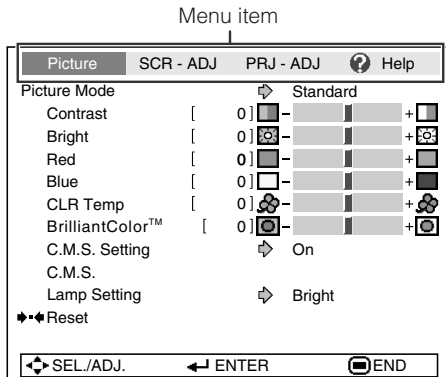 Menu item
Picture SCR - ADJ PRJ - ADJ ? Help
Picture Mode Standard
Contrast [ 0 ] - +
Bright [ 0 ] - +
Red [ 0 ] - +
Blue [ 0 ] - +
CLR Temp [ 0 ] - +
BrilliantColor™ [ 0 ] - +
C.M.S. Setting On
C.M.S.
Lamp Setting Bright
Reset
SEL./ADJ. ENTER END